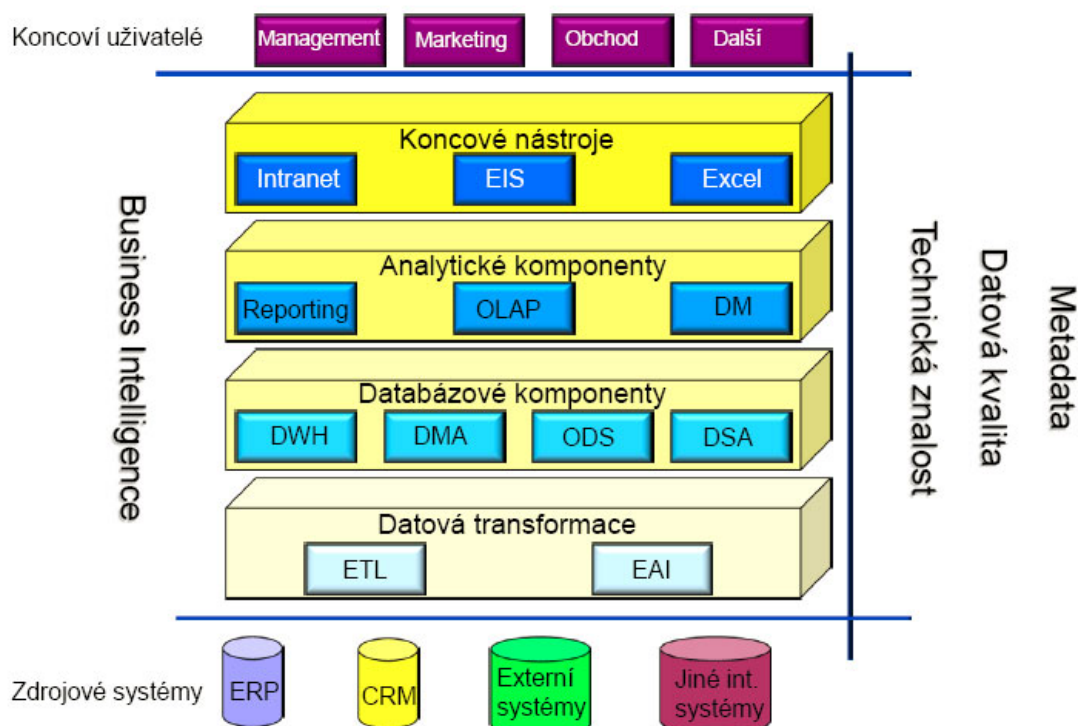 Koncoví uživatelé
Management
Marketing
Obchod
Další
Koncové nástroje
Intranet
EIS
Excel
Analytické komponenty
Reporting
OLAP
DM
Databázové komponenty
DWH
DMA
ODS
DSA
Datová transformace
ETL
EAI
Business Intelligence
Technická znalost
Datová kvalita
Metadata
Zdrojové systémy
ERP
CRM
Externí
systémy
Jiné int.
systémy